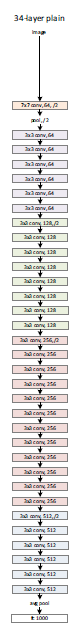 34-layer plain
image
7x7 conv, 64, /2
pool, /2
3x3 conv, 64
3x3 conv, 64
3x3 conv, 64
3x3 conv, 64
3x3 conv, 64
3x3 conv, 64
3x3 conv, 128, /2
3x3 conv, 128
3x3 conv, 128
3x3 conv, 128
3x3 conv, 128
3x3 conv, 128
3x3 conv, 128
3x3 conv, 128
3x3 conv, 256, /2
3x3 conv, 256
3x3 conv, 256
3x3 conv, 256
3x3 conv, 256
3x3 conv, 256
3x3 conv, 256
3x3 conv, 256
3x3 conv, 256
3x3 conv, 256
3x3 conv, 256
3x3 conv, 256
3x3 conv, 512, /2
3x3 conv, 512
3x3 conv, 512
3x3 conv, 512
3x3 conv, 512
3x3 conv, 512
avg pool
fc 1000